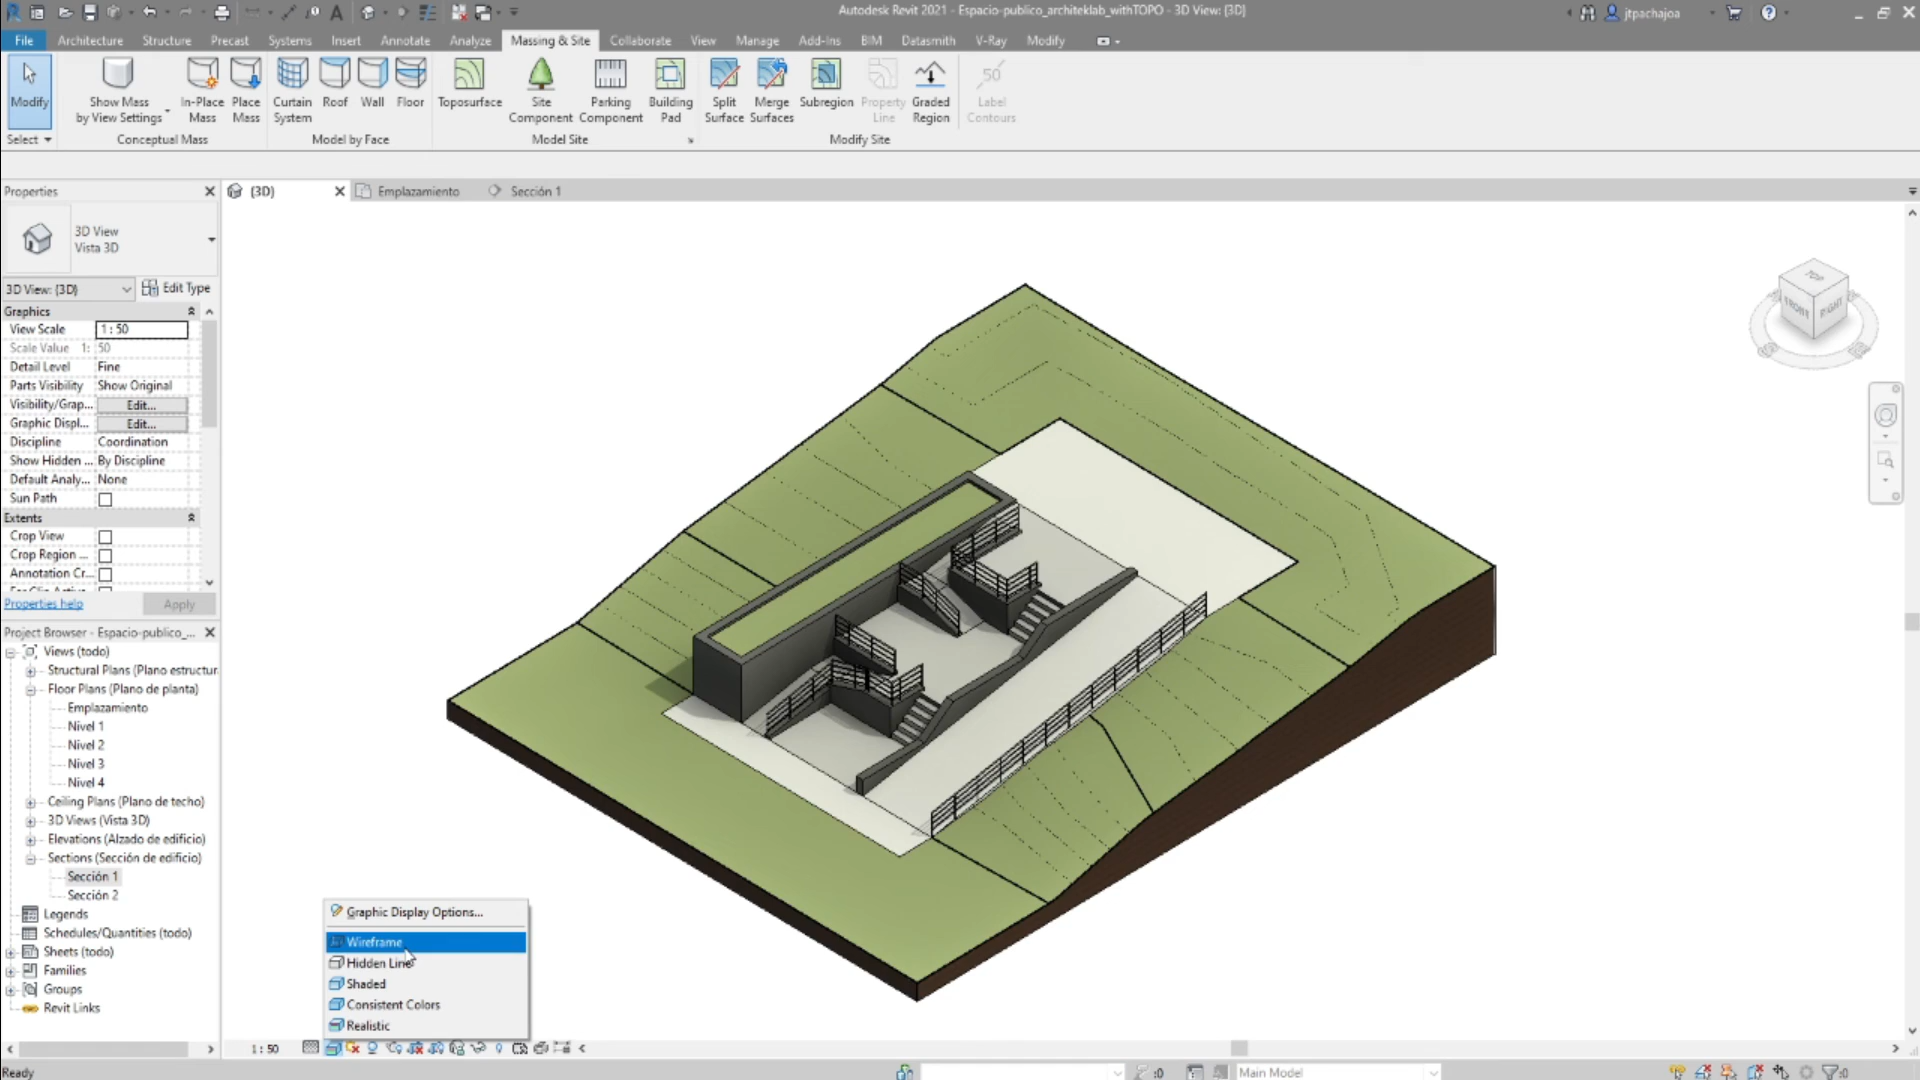 Autodesk Revit 2021 - Espacio-publico_architeklab_withTOPO - 3D View: {3D}
jtpachajoa
File Architecture Structure Precast Systems Insert Annotate Analyze Massing & Site Collaborate View Manage Add-Ins BIM Datasmith V-Ray Modify
Modify
Show Mass
by View Settings
In-Place
Mass
Place
Mass
Curtain
System
Roof
Wall
Floor
Toposurface
Site
Component
Parking
Component
Building
Pad
Split
Surface
Merge
Surfaces
Subregion
Property
Line
Graded
Region
50
Label
Contours
Select
Conceptual Mass
Model by Face
Model Site
Modify Site
Properties
{3D}
Emplazamiento
Sección 1
3D View
Vista 3D
3D View: {3D}
Edit Type
Graphics
View Scale 1 : 50
Scale Value 1: 50
Detail Level Fine
Parts Visibility Show Original
Visibility/Grap... Edit...
Graphic Displ... Edit...
Discipline Coordination
Show Hidden ... By Discipline
Default Analy... None
Sun Path
Extents
Crop View
Crop Region ...
Annotation Cr...
Properties help
Apply
Project Browser - Espacio-publico_...
Views (todo)
Structural Plans (Plano estructur
Floor Plans (Plano de planta)
Emplazamiento
Nivel 1
Nivel 2
Nivel 3
Nivel 4
Ceiling Plans (Plano de techo)
3D Views (Vista 3D)
Elevations (Alzado de edificio)
Sections (Sección de edificio)
Sección 1
Sección 2
Legends
Schedules/Quantities (todo)
Sheets (todo)
Families
Groups
Revit Links
TOP
FRONT
RIGHT
Graphic Display Options...
Wireframe
Hidden Line
Shaded
Consistent Colors
Realistic
1 : 50
Ready
:0
Main Model
:0